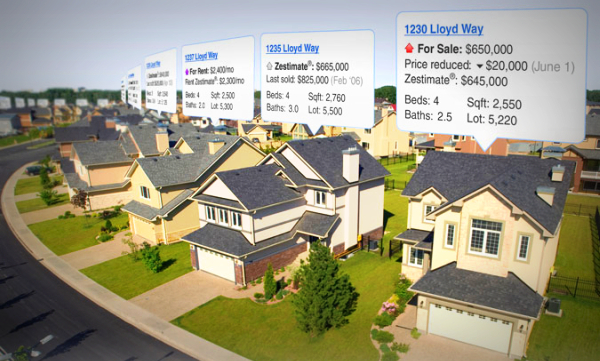 1237 Lloyd Way
For Rent: $2,400/mo
Rent Zestimate®: $2,300/mo
Beds: 4 Sqft: 2,500
Baths: 2.0 Lot: 5,300
1235 Lloyd Way
Zestimate®: $665,000
Last sold: $825,000 (Feb '06)
Beds: 4 Sqft: 2,760
Baths: 3.0 Lot: 5,500
1230 Lloyd Way
For Sale: $650,000
Price reduced: $20,000 (June 1)
Zestimate®: $645,000
Beds: 4 Sqft: 2,550
Baths: 2.5 Lot: 5,220